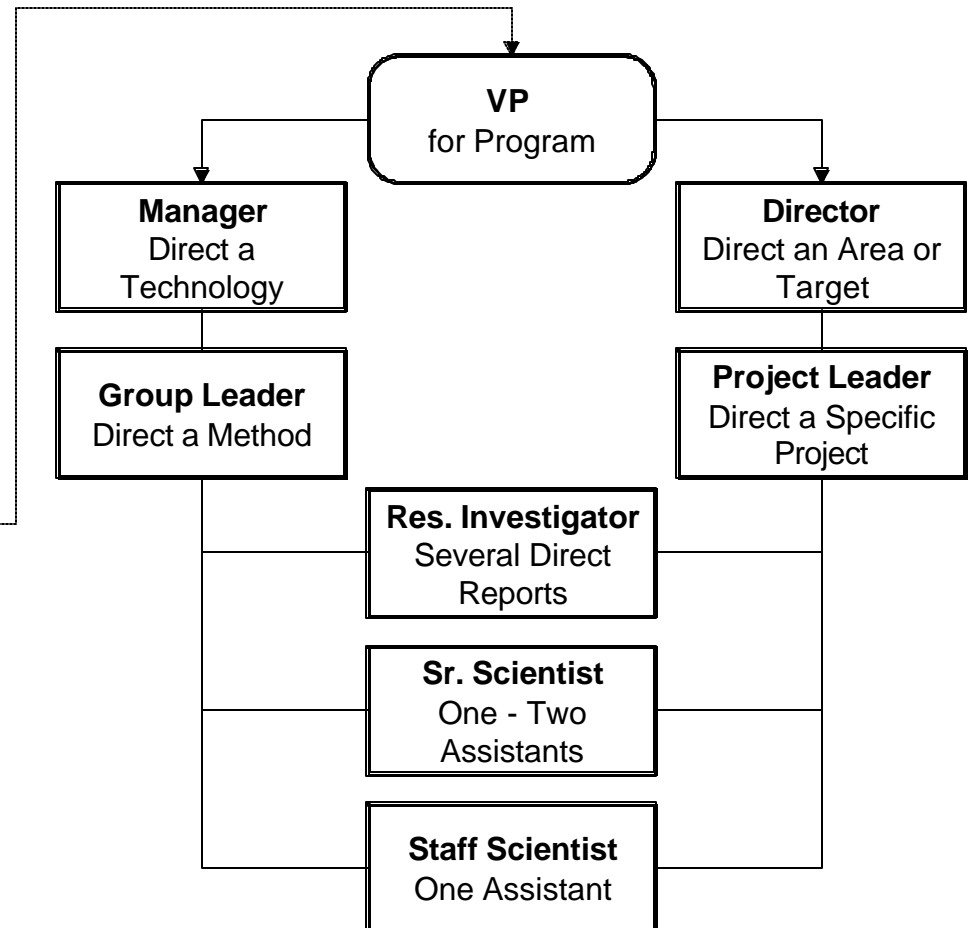 VP
for Program
Manager
Direct a
Technology
Director
Direct an Area or
Target
Group Leader
Direct a Method
Project Leader
Direct a Specific
Project
Res. Investigator
Several Direct
Reports
Sr. Scientist
One - Two
Assistants
Staff Scientist
One Assistant